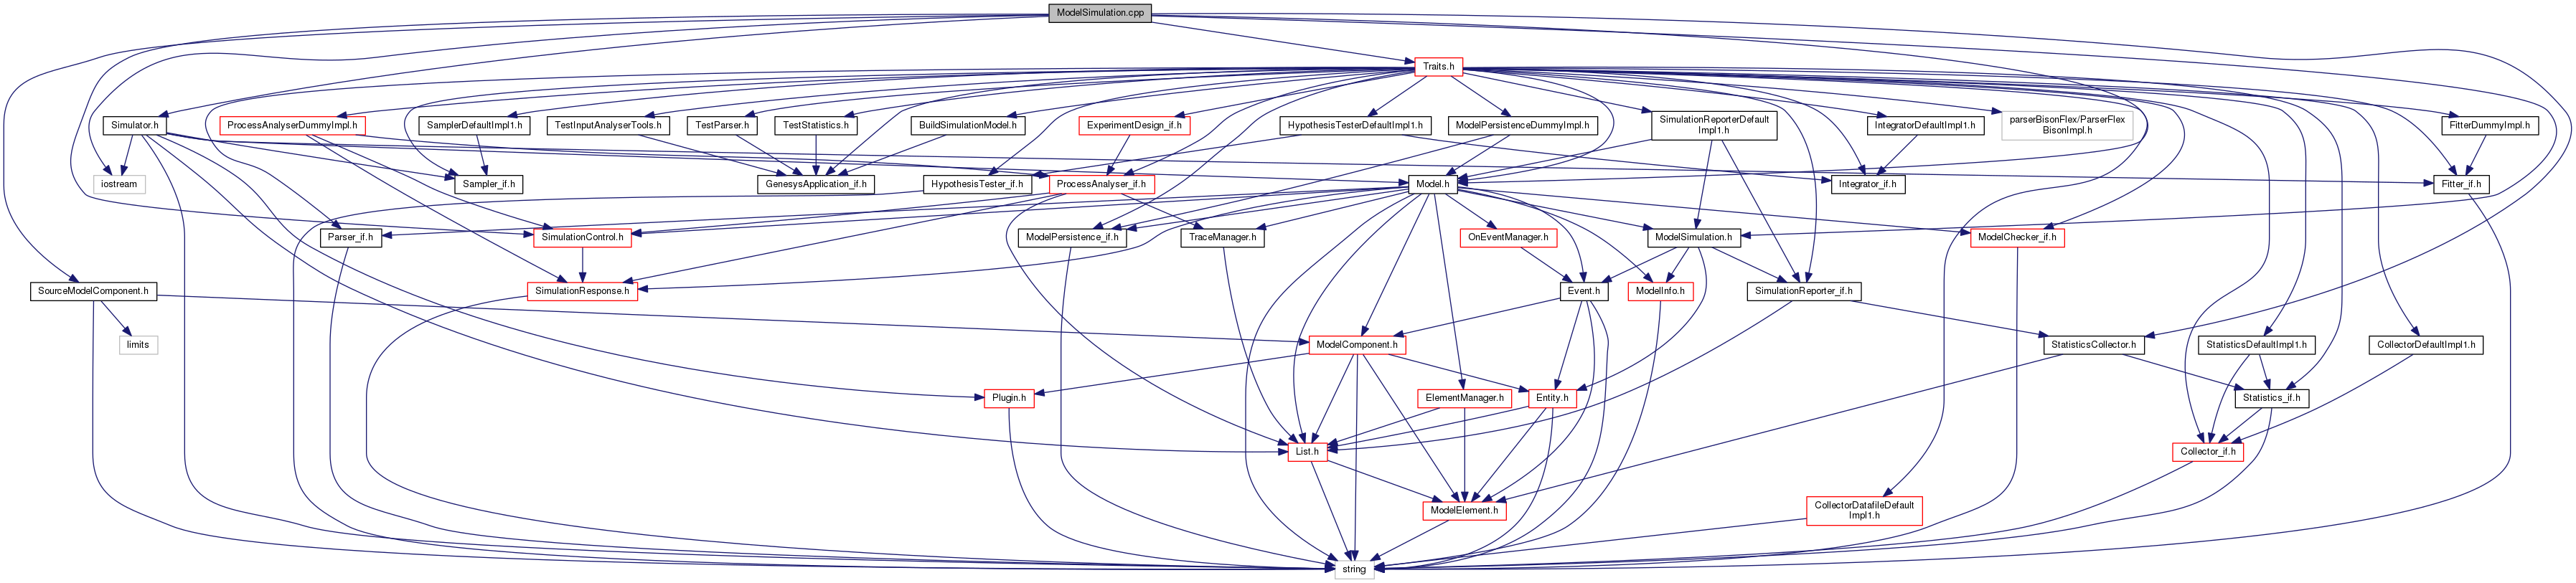 ModelSimulation.cpp
Traits.h
Simulator.h
ProcessAnalyserDummyImpl.h
SamplerDefaultImpl1.h
TestInputAnalyserTools.h
TestParser.h
TestStatistics.h
BuildSimulationModel.h
ExperimentDesign_if.h
HypothesisTesterDefaultImpl1.h
ModelPersistenceDummyImpl.h
SimulationReporterDefault
Impl1.h
IntegratorDefaultImpl1.h
parserBisonFlex/ParserFlex
BisonImpl.h
FitterDummyImpl.h
iostream
Sampler_if.h
GenesysApplication_if.h
HypothesisTester_if.h
ProcessAnalyser_if.h
Model.h
Integrator_if.h
Fitter_if.h
Parser_if.h
SimulationControl.h
ModelPersistence_if.h
TraceManager.h
OnEventManager.h
ModelSimulation.h
ModelChecker_if.h
SourceModelComponent.h
SimulationResponse.h
Event.h
ModelInfo.h
SimulationReporter_if.h
limits
ModelComponent.h
StatisticsCollector.h
StatisticsDefaultImpl1.h
CollectorDefaultImpl1.h
Plugin.h
ElementManager.h
Entity.h
Statistics_if.h
List.h
Collector_if.h
ModelElement.h
CollectorDatafileDefault
Impl1.h
string